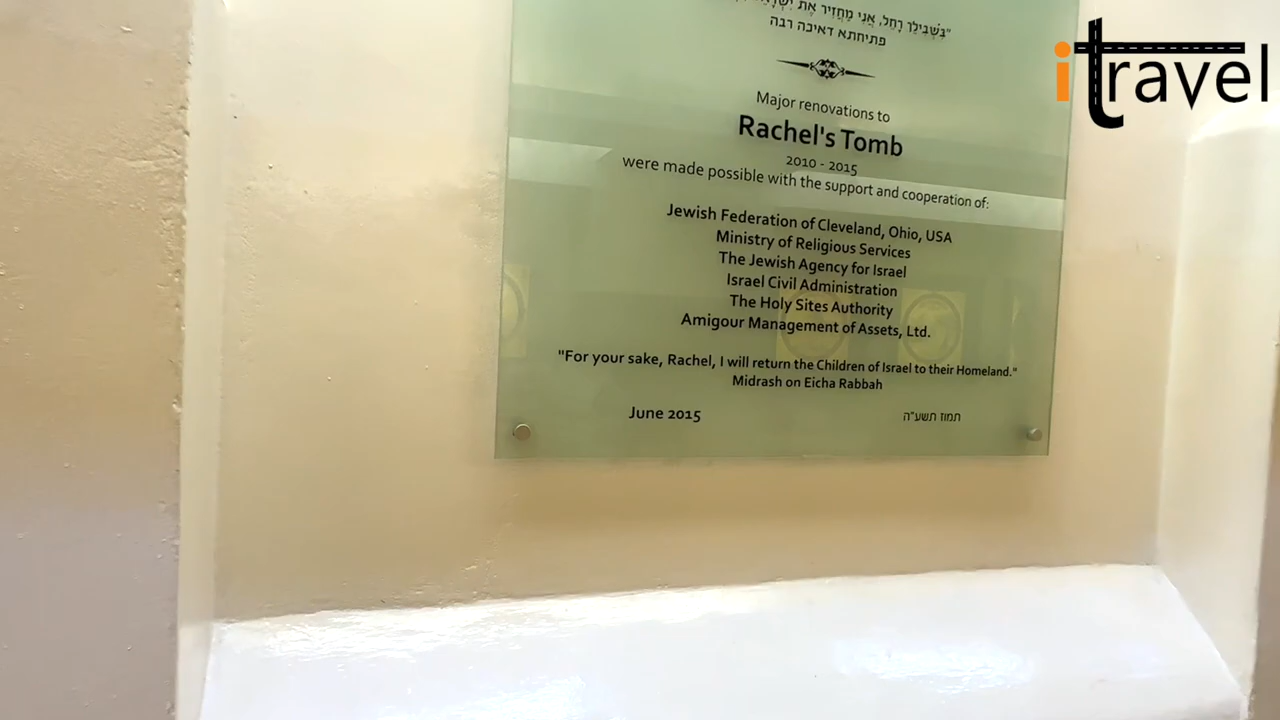 "בִּשְׁבִילֵךְ רָחֵל, אֲנִי מַחֲזִיר אֶת
פתיחתא דאיכה רבה
Major renovations to
Rachel's Tomb
2010 - 2015
were made possible with the support and cooperation of:
Jewish Federation of Cleveland, Ohio, USA
Ministry of Religious Services
The Jewish Agency for Israel
Israel Civil Administration
The Holy Sites Authority
Amigour Management of Assets, Ltd.
"For your sake, Rachel, I will return the Children of Israel to their Homeland."
Midrash on Eicha Rabbah
June 2015
תמוז תשע"ה
itravel